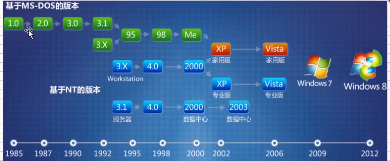 基于MS-DOS的版本
1.0 2.0 3.0 3.1
3.X 95 98 Me
XP Vista
家用版 家用版
3.X 4.0 2000
Workstation
XP Vista
专业版 专业版
Windows 7
Windows 8
基于NT的版本
3.1 4.0 2000 2003
服务器 数据中心 数据中心
1985 1987 1990 1992 1995 1998 2000 2002 2006 2009 2012